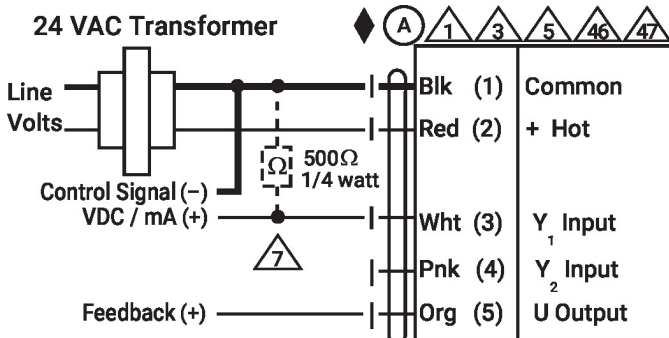 24 VAC Transformer
A 1 3 5 46 47
Line
Volts
Blk (1) Common
Red (2) + Hot
Ω 500Ω
1/4 watt
Control Signal (−)
VDC / mA (+)
Wht (3) Y1 Input
7
Pnk (4) Y2 Input
Feedback (+)
Org (5) U Output